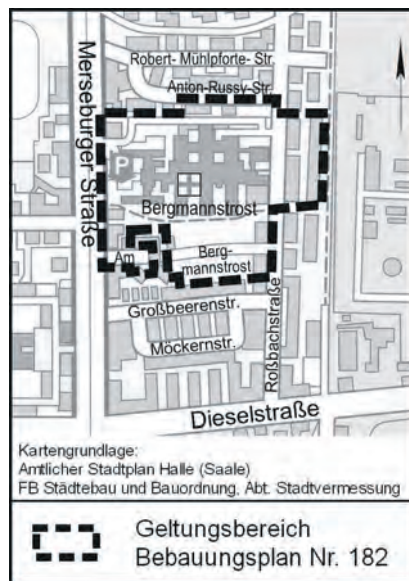 Robert- Mühlpforte- Str.
Anton-Russy-Str.
Merseburger Straße
P
Bergmannstrost
Am
Berg-
mannstrost
Großbeerenstr.
Roßbachstraße
Möckernstr.
Dieselstraße
Kartengrundlage:
Amtlicher Stadtplan Halle (Saale)
FB Städtebau und Bauordnung, Abt. Stadtvermessung
Geltungsbereich
Bebauungsplan Nr. 182